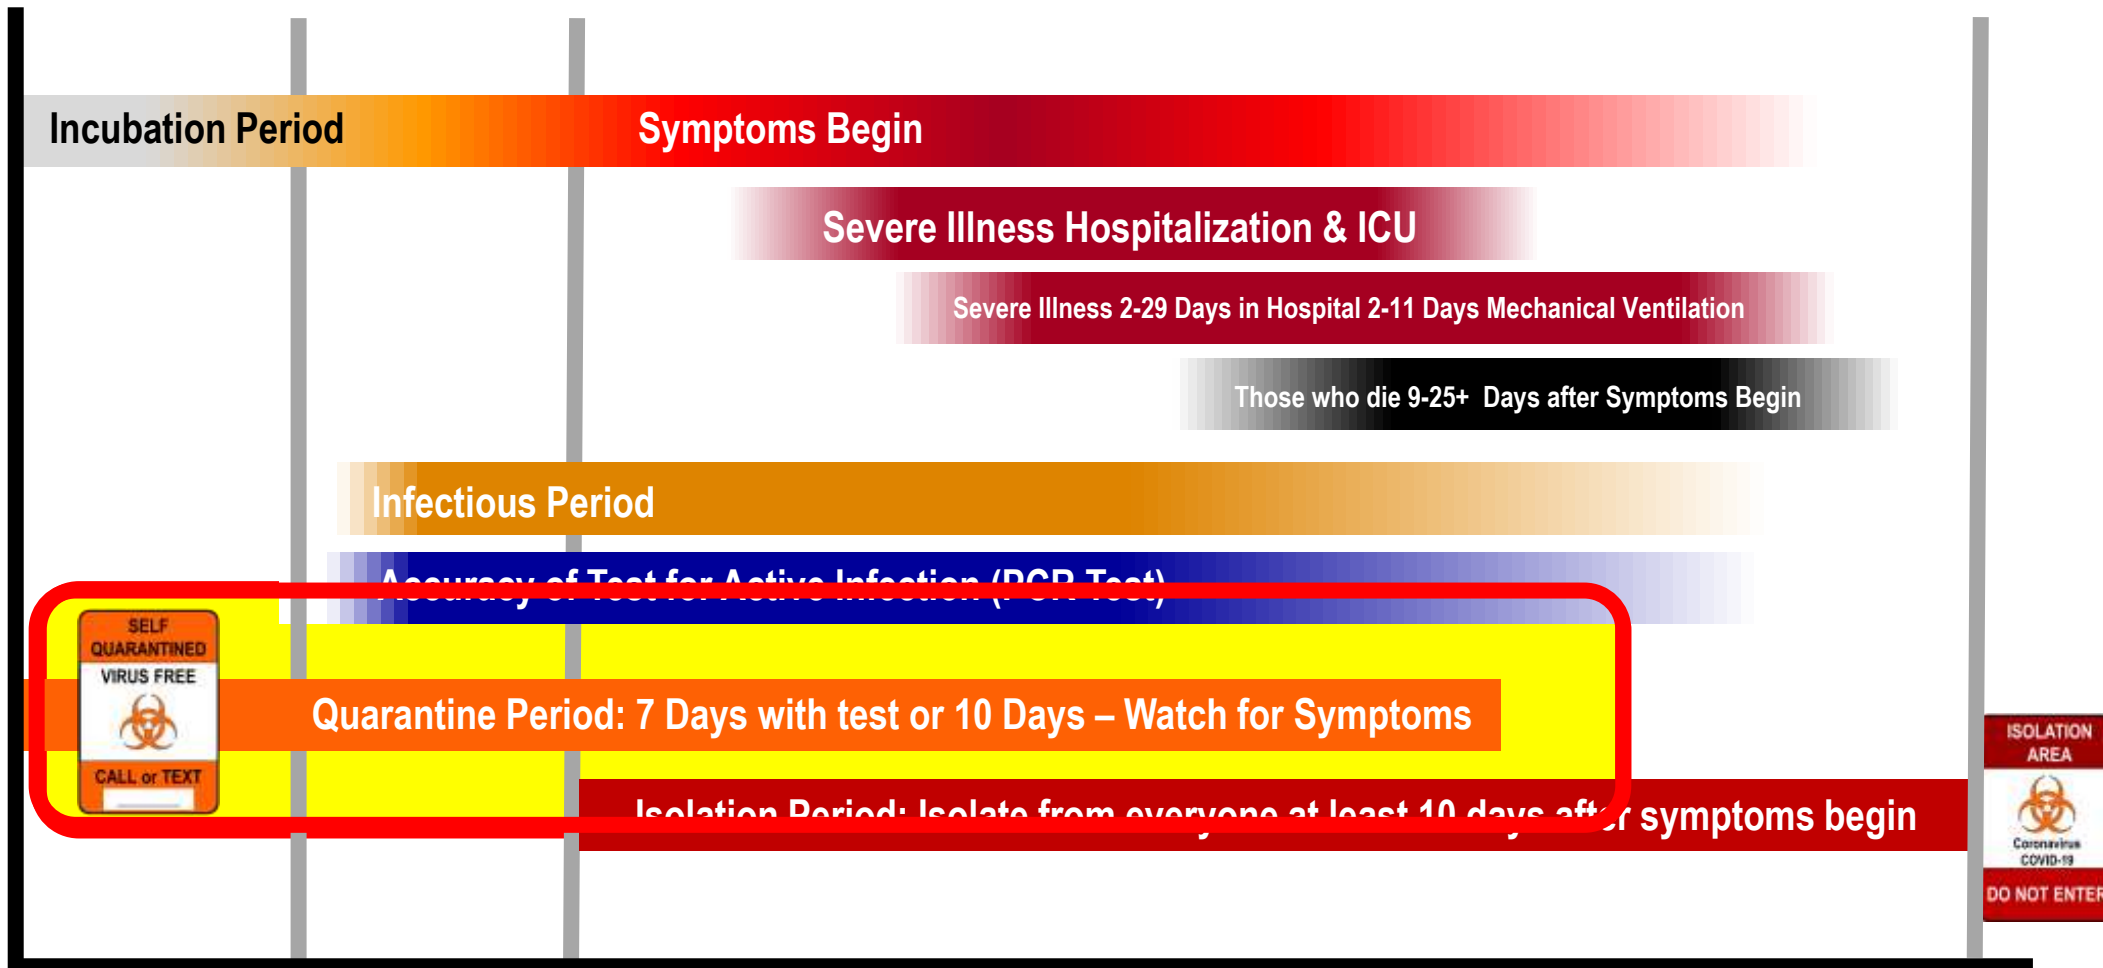 Incubation Period
Symptoms Begin
Severe Illness Hospitalization & ICU
Severe Illness 2-29 Days in Hospital 2-11 Days Mechanical Ventilation
Those who die 9-25+ Days after Symptoms Begin
Infectious Period
Accuracy of Test for Active Infection (PCR Test)
SELF
QUARANTINED
VIRUS FREE
CALL or TEXT
Quarantine Period: 7 Days with test or 10 Days – Watch for Symptoms
Isolation Period: Isolate from everyone at least 10 days after symptoms begin
ISOLATION
AREA
Coronavirus
COVID-19
DO NOT ENTER